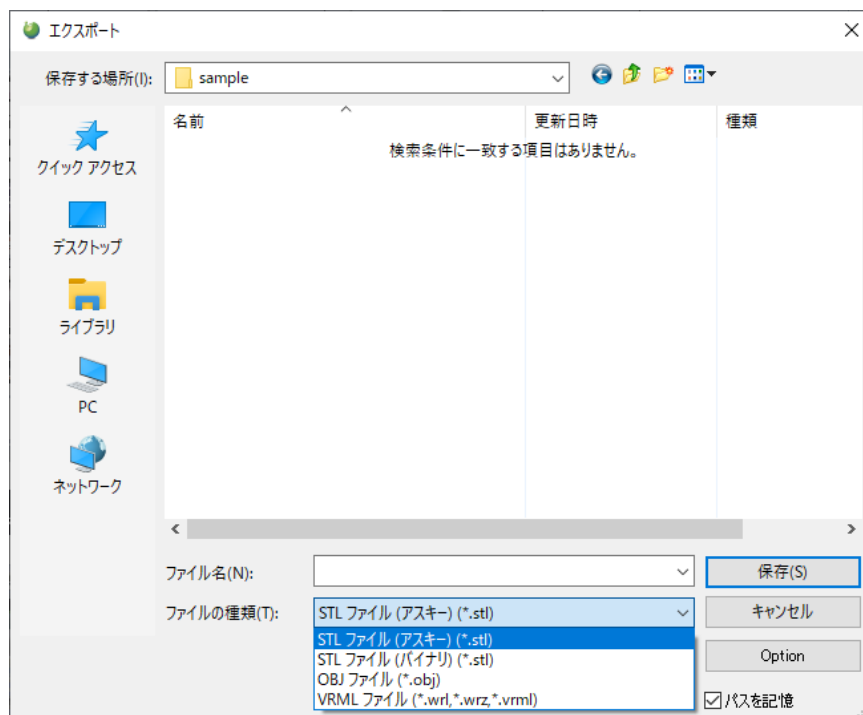 エクスポート
保存する場所(I): sample
名前 更新日時 種類
検索条件に一致する項目はありません。
クイック アクセス
デスクトップ
ライブラリ
PC
ネットワーク
ファイル名(N): 保存(S)
ファイルの種類(T): STL ファイル (アスキー) (*.stl) キャンセル
STL ファイル (アスキー) (*.stl)
STL ファイル (バイナリ) (*.stl)
Option
OBJ ファイル (*.obj)
VRML ファイル (*.wrl,*.wrz,*.vrml)
パスを記憶